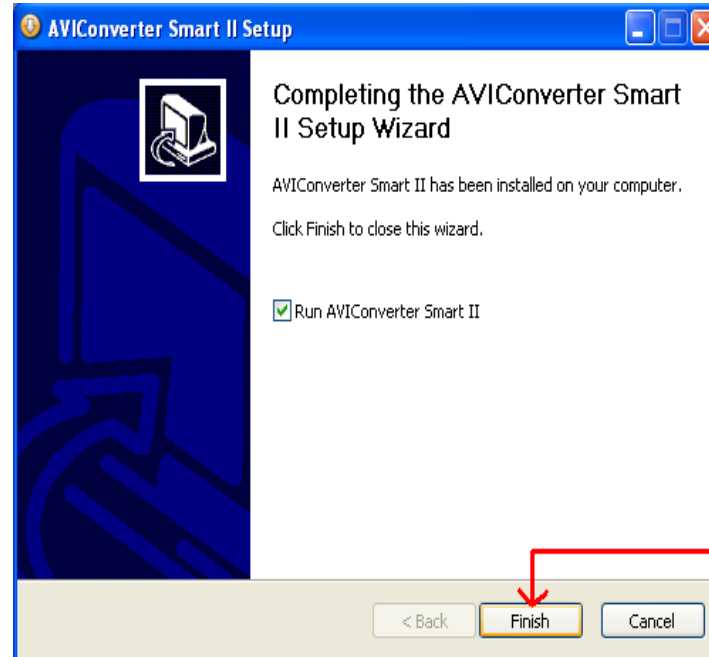 AVIConverter Smart II Setup
Completing the AVIConverter Smart
II Setup Wizard
AVIConverter Smart II has been installed on your computer.
Click Finish to close this wizard.
Run AVIConverter Smart II
< Back Finish Cancel